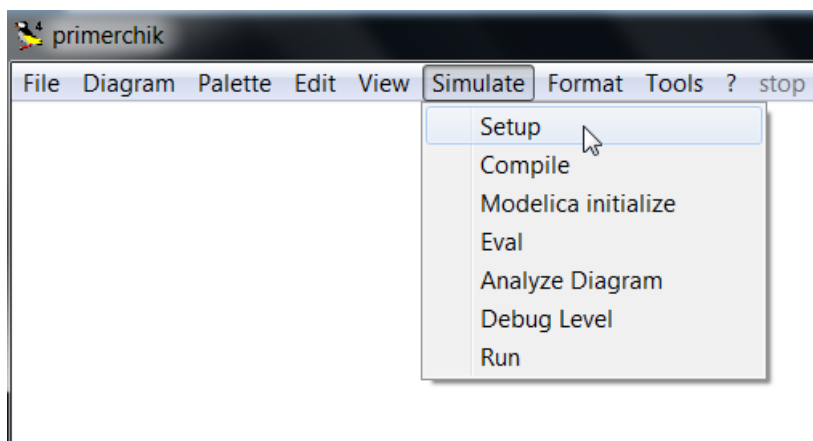 primerchik
File Diagram Palette Edit View Simulate Format Tools ? stop
Setup
Compile
Modelica initialize
Eval
Analyze Diagram
Debug Level
Run